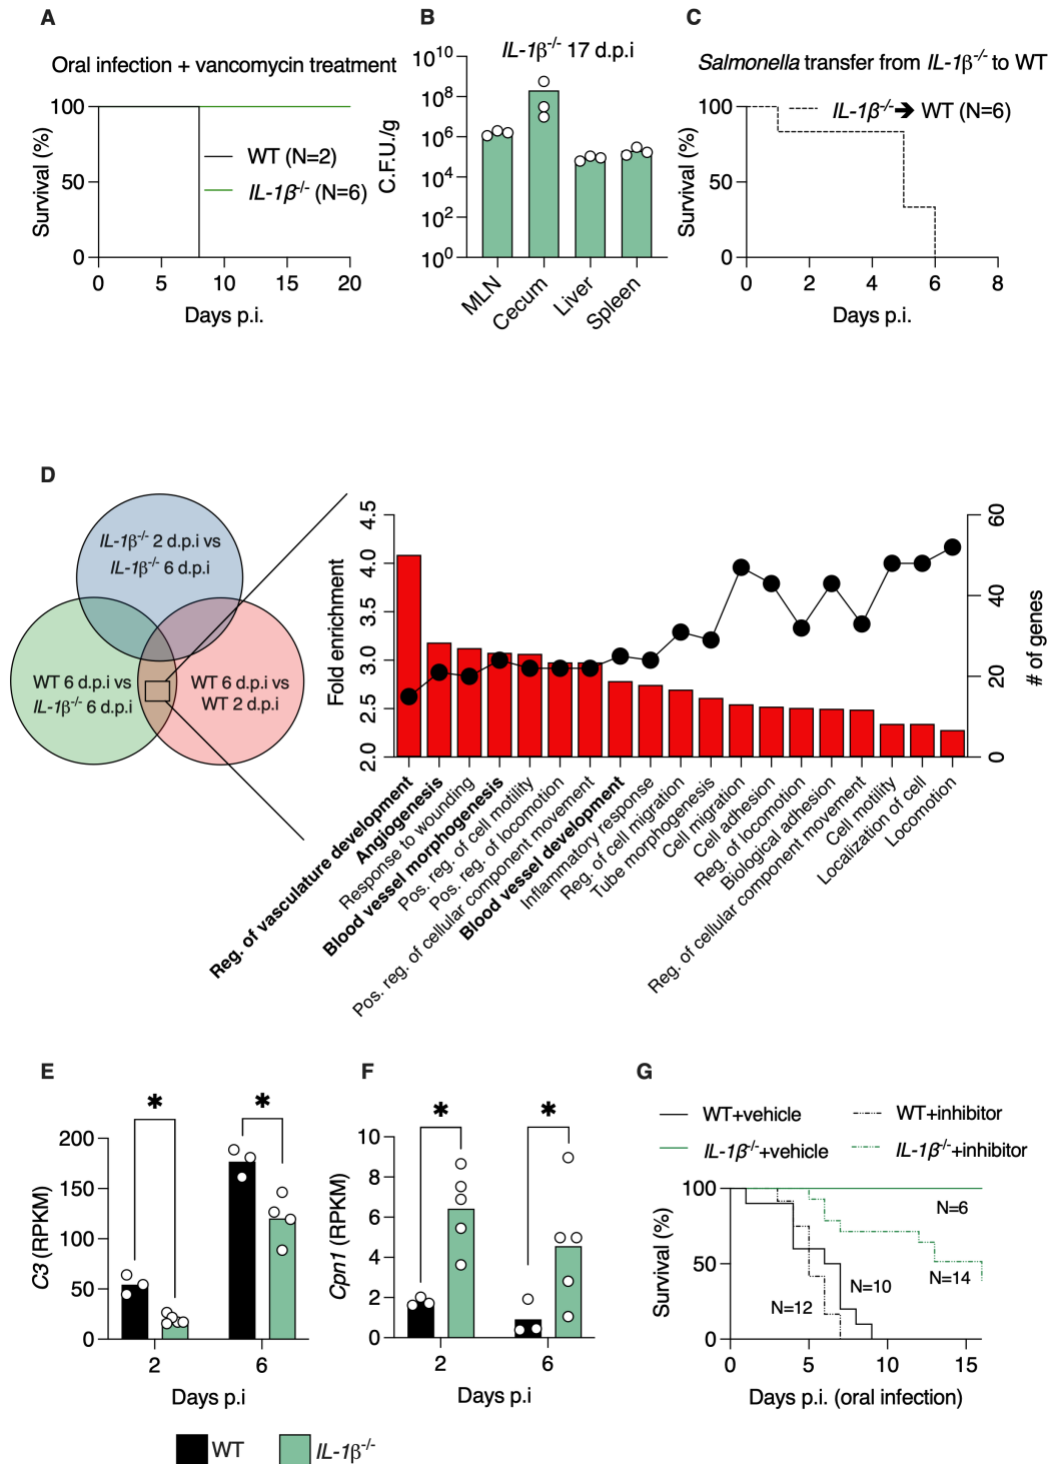 A
Oral infection + vancomycin treatment
Survival (%)
100
50
0
WT (N=2)
IL-1β-/- (N=6)
0 5 10 15 20
Days p.i.
B
IL-1β-/- 17 d.p.i
C.F.U./g
10^10
10^8
10^6
10^4
10^2
10^0
MLN
Cecum
Liver
Spleen
C
Salmonella transfer from IL-1β-/- to WT
Survival (%)
100
50
0
IL-1β-/-➔ WT (N=6)
0 2 4 6 8
Days p.i.
D
IL-1β-/- 2 d.p.i vs
IL-1β-/- 6 d.p.i
WT 6 d.p.i vs
IL-1β-/- 6 d.p.i
WT 6 d.p.i vs
WT 2 d.p.i
Fold enrichment
4.5
4.0
3.5
3.0
2.5
2.0
# of genes
60
40
20
0
Reg. of vasculature development
Angiogenesis
Response to wounding
Blood vessel morphogenesis
Pos. reg. of cell motility
Pos. reg. of locomotion
Pos. reg. of cellular component movement
Blood vessel development
Inflammatory response
Reg. of cell migration
Tube morphogenesis
Cell migration
Cell adhesion
Reg. of locomotion
Biological adhesion
Reg. of cellular component movement
Cell motility
Localization of cell
Locomotion
E
C3 (RPKM)
200
150
100
50
0
*
*
2 6
Days p.i
F
Cpn1 (RPKM)
10
8
6
4
2
0
*
*
2 6
Days p.i
WT
IL-1β-/-
G
WT+vehicle
WT+inhibitor
IL-1β-/-+vehicle
IL-1β-/-+inhibitor
Survival (%)
100
50
0
N=6
N=14
N=10
N=12
0 5 10 15
Days p.i. (oral infection)